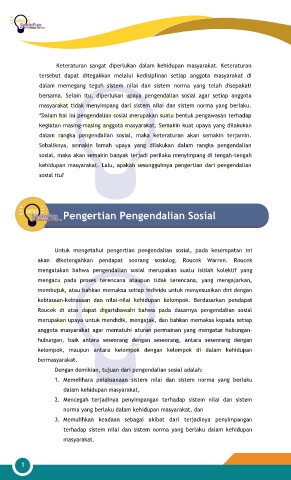 Keteraturan sangat diperlukan dalam kehidupan masyarakat. Keteraturan
tersebut dapat ditegakkan melalui kedisiplinan setiap anggota masyarakat di
dalam memegang teguh sistem nilai dan sistem norma yang telah disepakati
bersama. Selain itu, diperlukan upaya pengendalian sosial agar setiap anggota
masyarakat tidak menyimpang dari sistem nilai dan sistem norma yang berlaku.
"Dalam hal ini pengendalian sosial merupakan suatu bentuk pengawasan terhadap
kegiatan masing-masing anggota masyarakat. Semakin kuat upaya yang dilakukan
dalam rangka pengendalian sosial, maka keteraturan akan semakin terjamin.
Sebaliknya, semakin lemah upaya yang dilakukan dalam rangka pengendalian
sosial, maka akan semakin banyak terjadi perilaku menyimpang di tengah-tengah
kehidupan masyarakat. Lalu, apakah sesungguhnya pengertian dari pengendalian
sosial itu?
Pengertian Pengendalian Sosial
Untuk mengetahui pengertian pengendalian sosial, pada kesempatan ini
akan diketengahkan pendapat seorang sosiolog, Roucek Warren. Roucek
mengatakan bahwa pengendalian sosial merupakan suatu istilah kolektif yang
mengacu pada proses terencana ataupun tidak terencana, yang mengajarkan,
membujuk, atau bahkan memaksa setiap individu untuk menyesuaikan diri dengan
kebiasaan-kebiasaan dan nilai-nilai kehidupan kelompok. Berdasarkan pendapat
Roucek di atas dapat digarisbawahi bahwa pada dasarnya pengendalian sosial
merupakan upaya untuk mendidik, mengajak, dan bahkan memaksa kepada setiap
anggota masyarakat agar mematuhi aturan permainan yang mengatur hubungan-
hubungan, baik antara seseorang dengan seseorang, antara seseorang dengan
kelompok, maupun antara kelompok dengan kelompok di dalam kehidupan
bermasyarakat.
Dengan demikian, tujuan dari pengendalian sosial adalah:
1. Memelihara pelaksanaan sistem nilai dan sistem norma yang berlaku
dalam kehidupan masyarakat,
2. Mencegah terjadinya penyimpangan terhadap sistem nilai dan sistem
norma yang berlaku dalam kehidupan masyarakat, dan
3. Memulihkan keadaan sebagai akibat dari terjadinya penyimpangan
terhadap sistem nilai dan sistem norma yang berlaku dalam kehidupan
masyarakat.
1